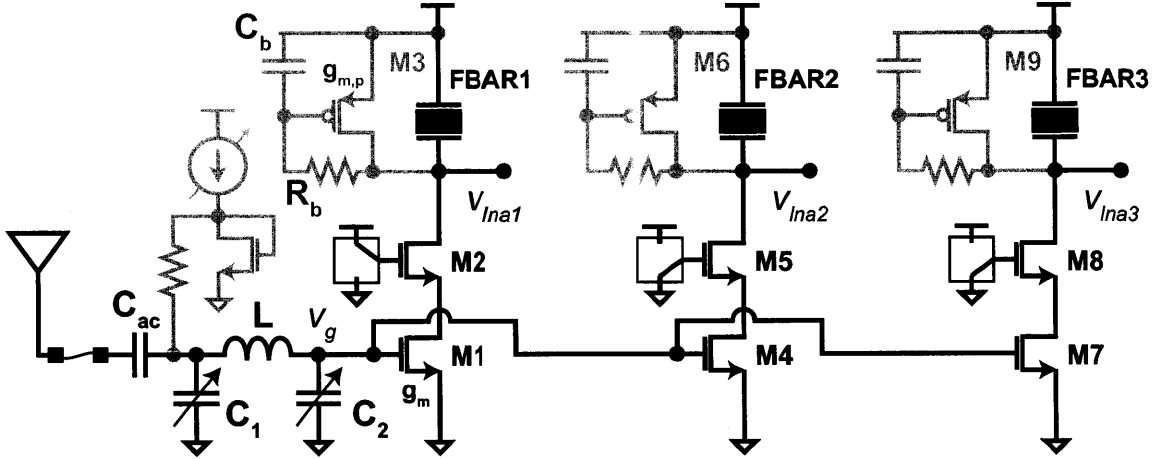 C_b
M3
M6
M9
g_m,p
FBAR1
FBAR2
FBAR3
R_b
V_lna1
V_lna2
V_lna3
M2
M5
M8
C_ac
L
V_g
M1
M4
M7
g_m
C_1
C_2